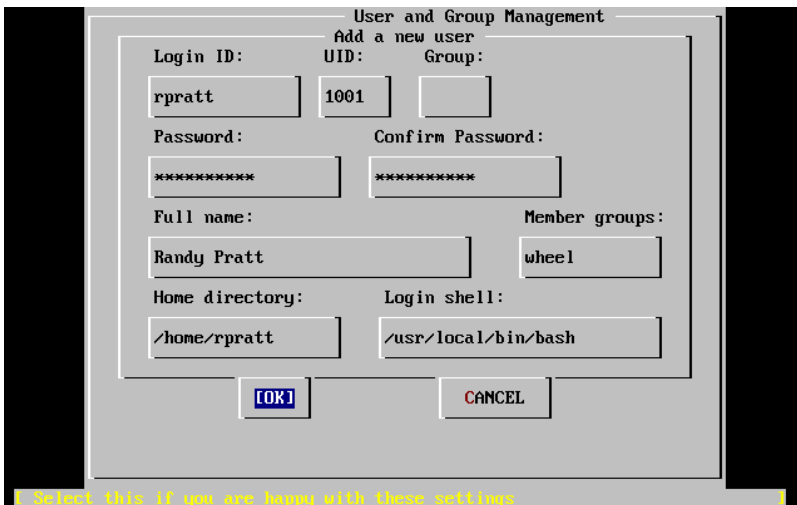 User and Group Management
Add a new user
Login ID: UID: Group:
rpratt 1001
Password: Confirm Password:
********** **********
Full name: Member groups:
Randy Pratt wheel
Home directory: Login shell:
/home/rpratt /usr/local/bin/bash
[OK] CANCEL
[ Select this if you are happy with these settings ]